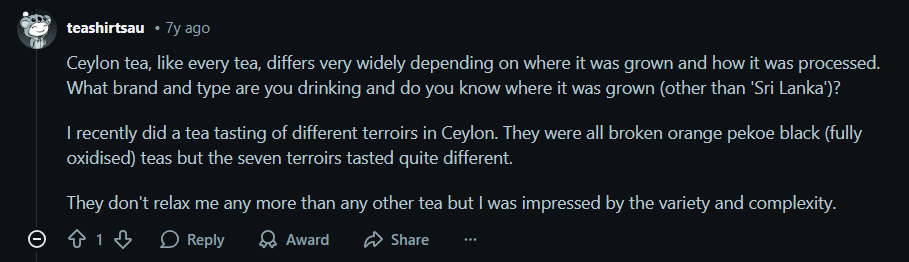 teashirtsau • 7y ago
Ceylon tea, like every tea, differs very widely depending on where it was grown and how it was processed.
What brand and type are you drinking and do you know where it was grown (other than 'Sri Lanka')?
I recently did a tea tasting of different terroirs in Ceylon. They were all broken orange pekoe black (fully
oxidised) teas but the seven terroirs tasted quite different.
They don't relax me any more than any other tea but I was impressed by the variety and complexity.
1 Reply Award Share ...